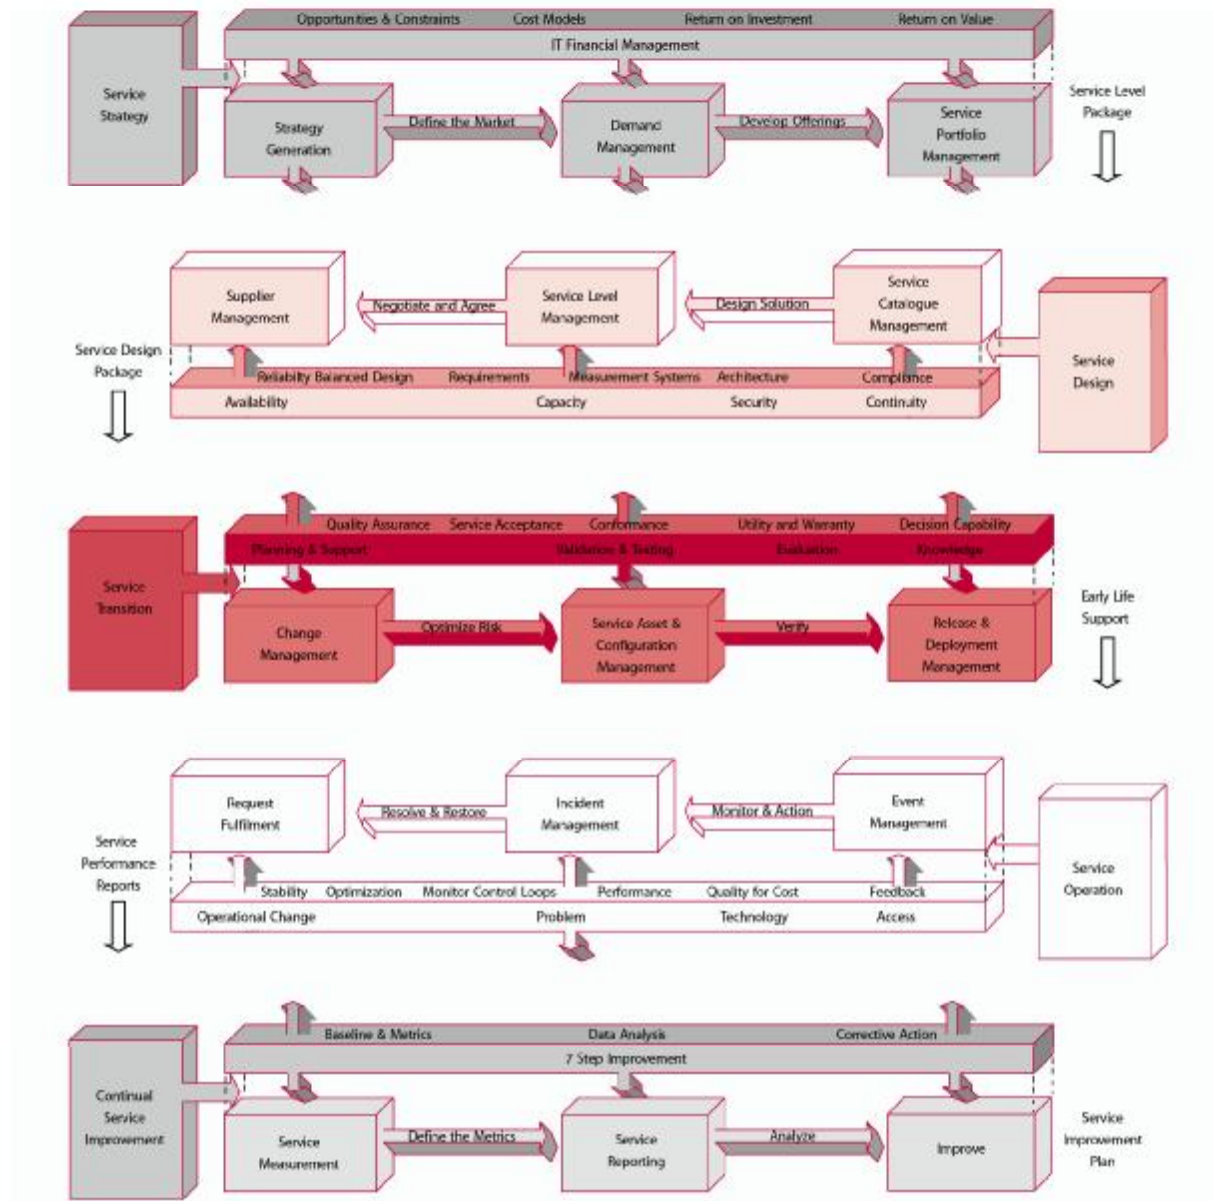 Opportunities & Constraints Cost Models Return on Investment Return on Value
IT Financial Management
Service
Strategy
Strategy
Generation
Define the Market
Demand
Management
Develop Offerings
Service
Portfolio
Management
Service Level
Package
Supplier
Management
Negotiate and Agree
Service Level
Management
Design Solution
Service
Catalogue
Management
Service Design
Package
Reliabilty Balanced Design Requirements Measurement Systems Architecture Compliance
Availability Capacity Security Continuity
Service
Design
Quality Assurance Service Acceptance Conformance Utility and Warranty Decision Capability
Planning & Support Validation & Testing Evaluation Knowledge
Service
Transition
Change
Management
Optimize Risk
Service Asset &
Configuration
Management
Verify
Release &
Deployment
Management
Early Life
Support
Request
Fulfilment
Resolve & Restore
Incident
Management
Monitor & Action
Event
Management
Service
Performance
Reports
Stability Optimization Monitor Control Loops Performance Quality for Cost Feedback
Operational Change Problem Technology Access
Service
Operation
Baseline & Metrics Data Analysis Corrective Action
7 Step Improvement
Continual
Service
Improvement
Service
Measurement
Define the Metrics
Service
Reporting
Analyze
Improve
Service
Improvement
Plan